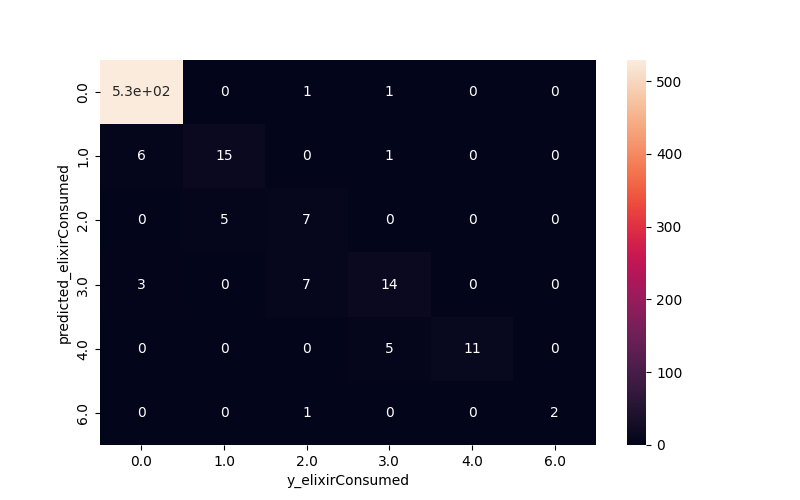 0.0 5.3e+02 0 1 1 0 0
1.0 6 15 0 1 0 0
2.0 0 5 7 0 0 0
3.0 3 0 7 14 0 0
4.0 0 0 0 5 11 0
6.0 0 0 1 0 0 2
0.0 1.0 2.0 3.0 4.0 6.0
y_elixirConsumed
predicted_elixirConsumed
500
400
300
200
100
0